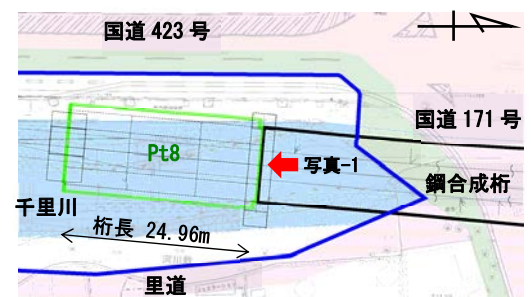 国道 423 号
国道 171 号
Pt8
写真-1
鋼合成桁
千里川
桁長 24.96m
里道